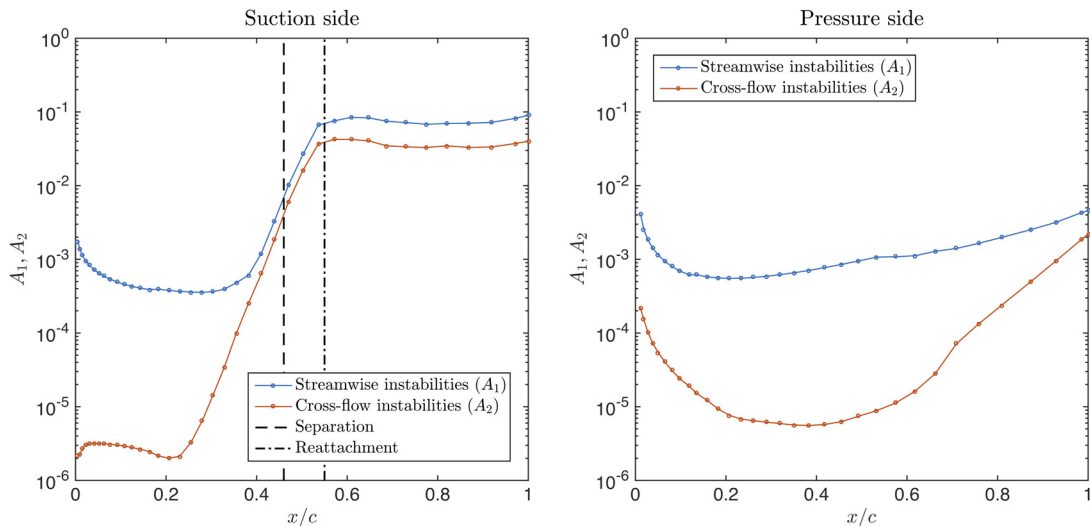 Suction side
10^0
10^-1
10^-2
10^-3
10^-4
10^-5
10^-6
A_1, A_2
Streamwise instabilities (A_1)
Cross-flow instabilities (A_2)
Separation
Reattachment
0 0.2 0.4 0.6 0.8 1
x/c
Pressure side
10^0
10^-1
10^-2
10^-3
10^-4
10^-5
10^-6
A_1, A_2
Streamwise instabilities (A_1)
Cross-flow instabilities (A_2)
0 0.2 0.4 0.6 0.8 1
x/c